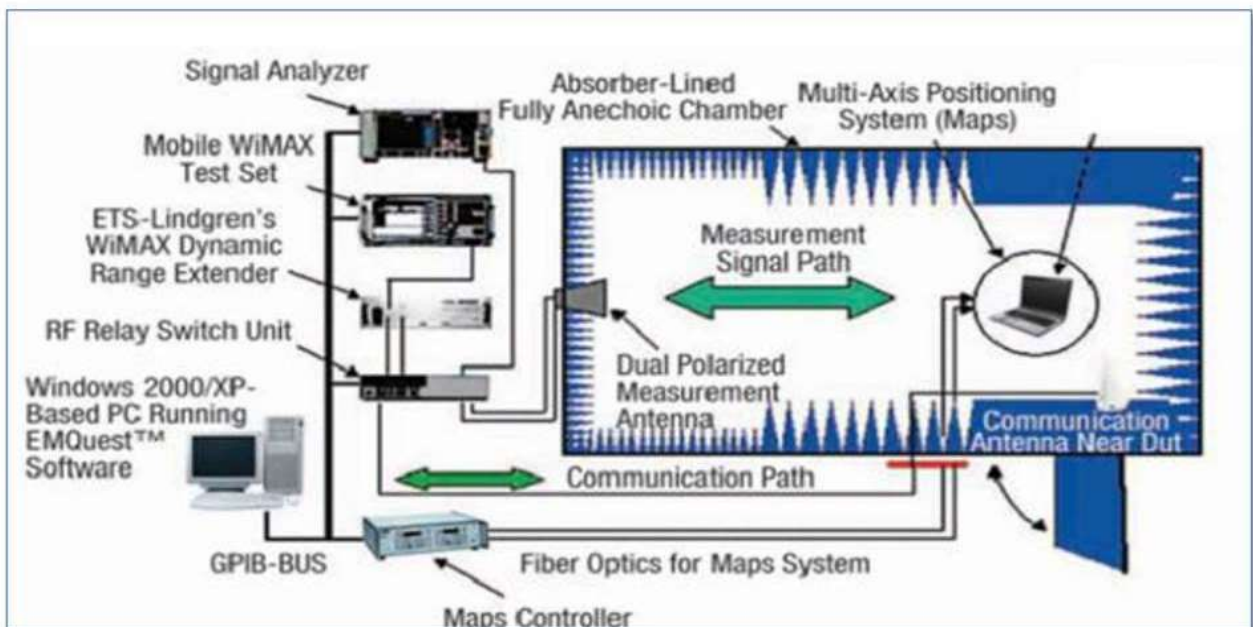 Signal Analyzer
Absorber-Lined
Fully Anechoic Chamber
Multi-Axis Positioning
System (Maps)
Mobile WiMAX
Test Set
ETS-Lindgren's
WiMAX Dynamic
Range Extender
Measurement
Signal Path
RF Relay Switch Unit
Dual Polarized
Measurement
Antenna
Windows 2000/XP-
Based PC Running
EMQuest™
Software
Communication
Antenna Near Dut
Communication Path
GPIB-BUS
Fiber Optics for Maps System
Maps Controller